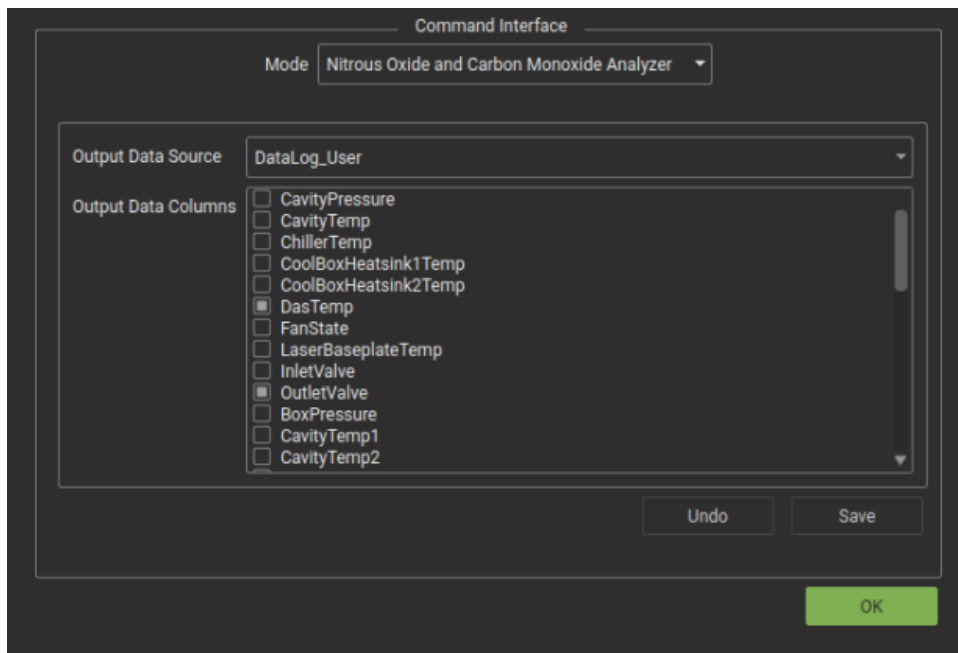 Command Interface
Mode Nitrous Oxide and Carbon Monoxide Analyzer
Output Data Source DataLog_User
Output Data Columns
CavityPressure
CavityTemp
ChillerTemp
CoolBoxHeatsink1Temp
CoolBoxHeatsink2Temp
DasTemp
FanState
LaserBaseplateTemp
InletValve
OutletValve
BoxPressure
CavityTemp1
CavityTemp2
Undo Save
OK